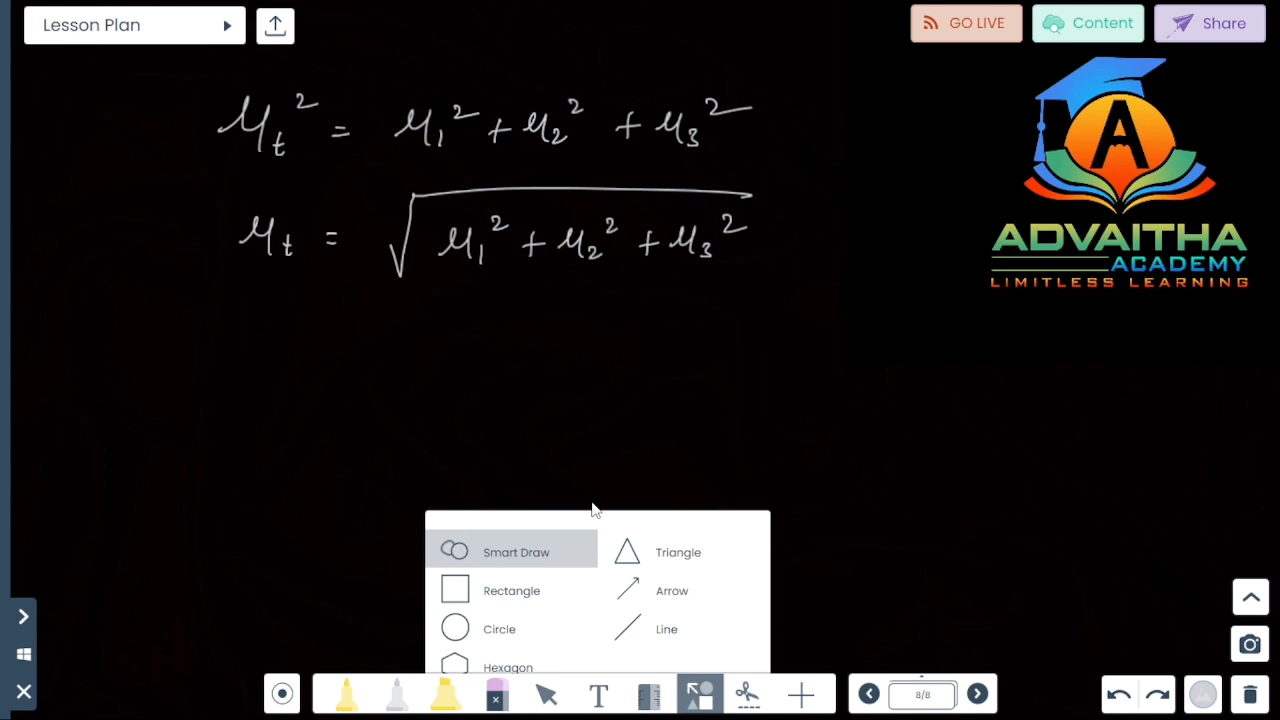 Lesson Plan
GO LIVE
Content
Share
μₜ² = μ₁² + μ₂² + μ₃²
μₜ = √(μ₁² + μ₂² + μ₃²)
A
ADVAITHA
ACADEMY
LIMITLESS LEARNING
Smart Draw
Triangle
Rectangle
Arrow
Circle
Line
Hexagon
T
8/8